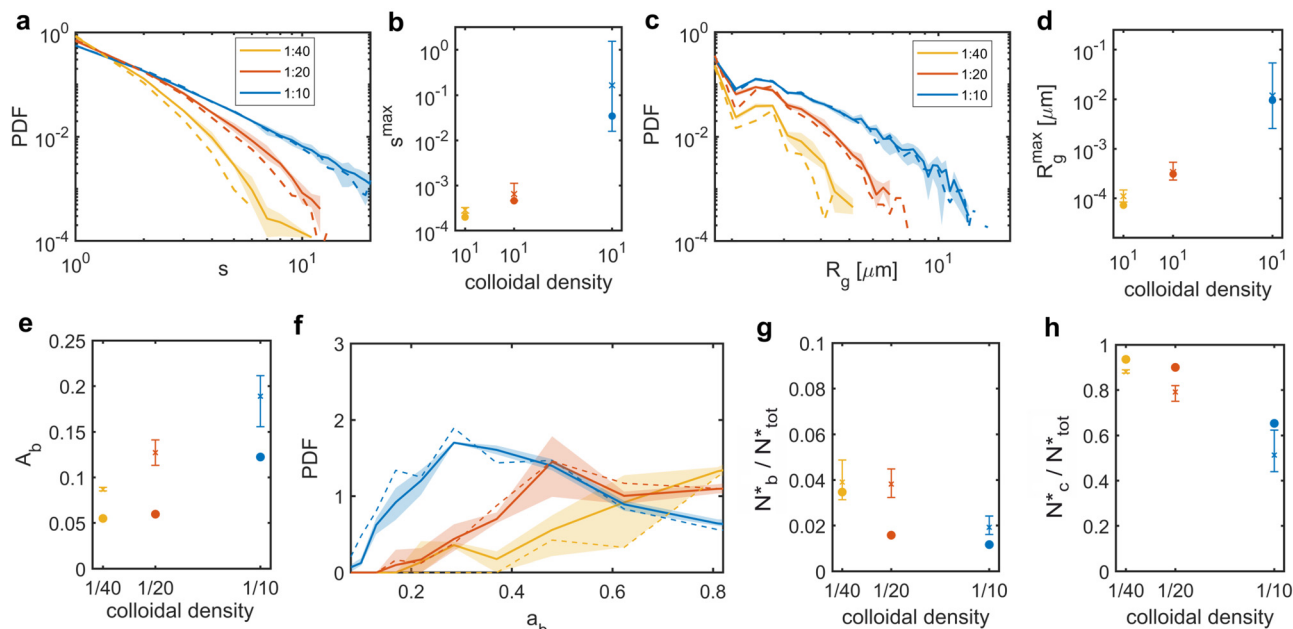 a
PDF
10^0
10^-2
10^-4
10^0
10^1
s
1:40
1:20
1:10
b
s^max
10^0
10^-1
10^-3
10^-4
10^1
10^1
10^1
colloidal density
c
PDF
10^0
10^-2
10^-4
10^1
R_g [μm]
1:40
1:20
1:10
d
R_g^max [μm]
10^-1
10^-2
10^-3
10^-4
10^1
10^1
10^1
colloidal density
e
A_b
0.25
0.2
0.15
0.1
0.05
0
1/40
1/20
1/10
colloidal density
f
PDF
3
2
1
0
0.2
0.4
0.6
0.8
a_b
g
N*_b / N*_tot
0.1
0.08
0.06
0.04
0.02
0
1/40
1/20
1/10
colloidal density
h
N*_c / N*_tot
1
0.8
0.6
0.4
0.2
0
1/40
1/20
1/10
colloidal density